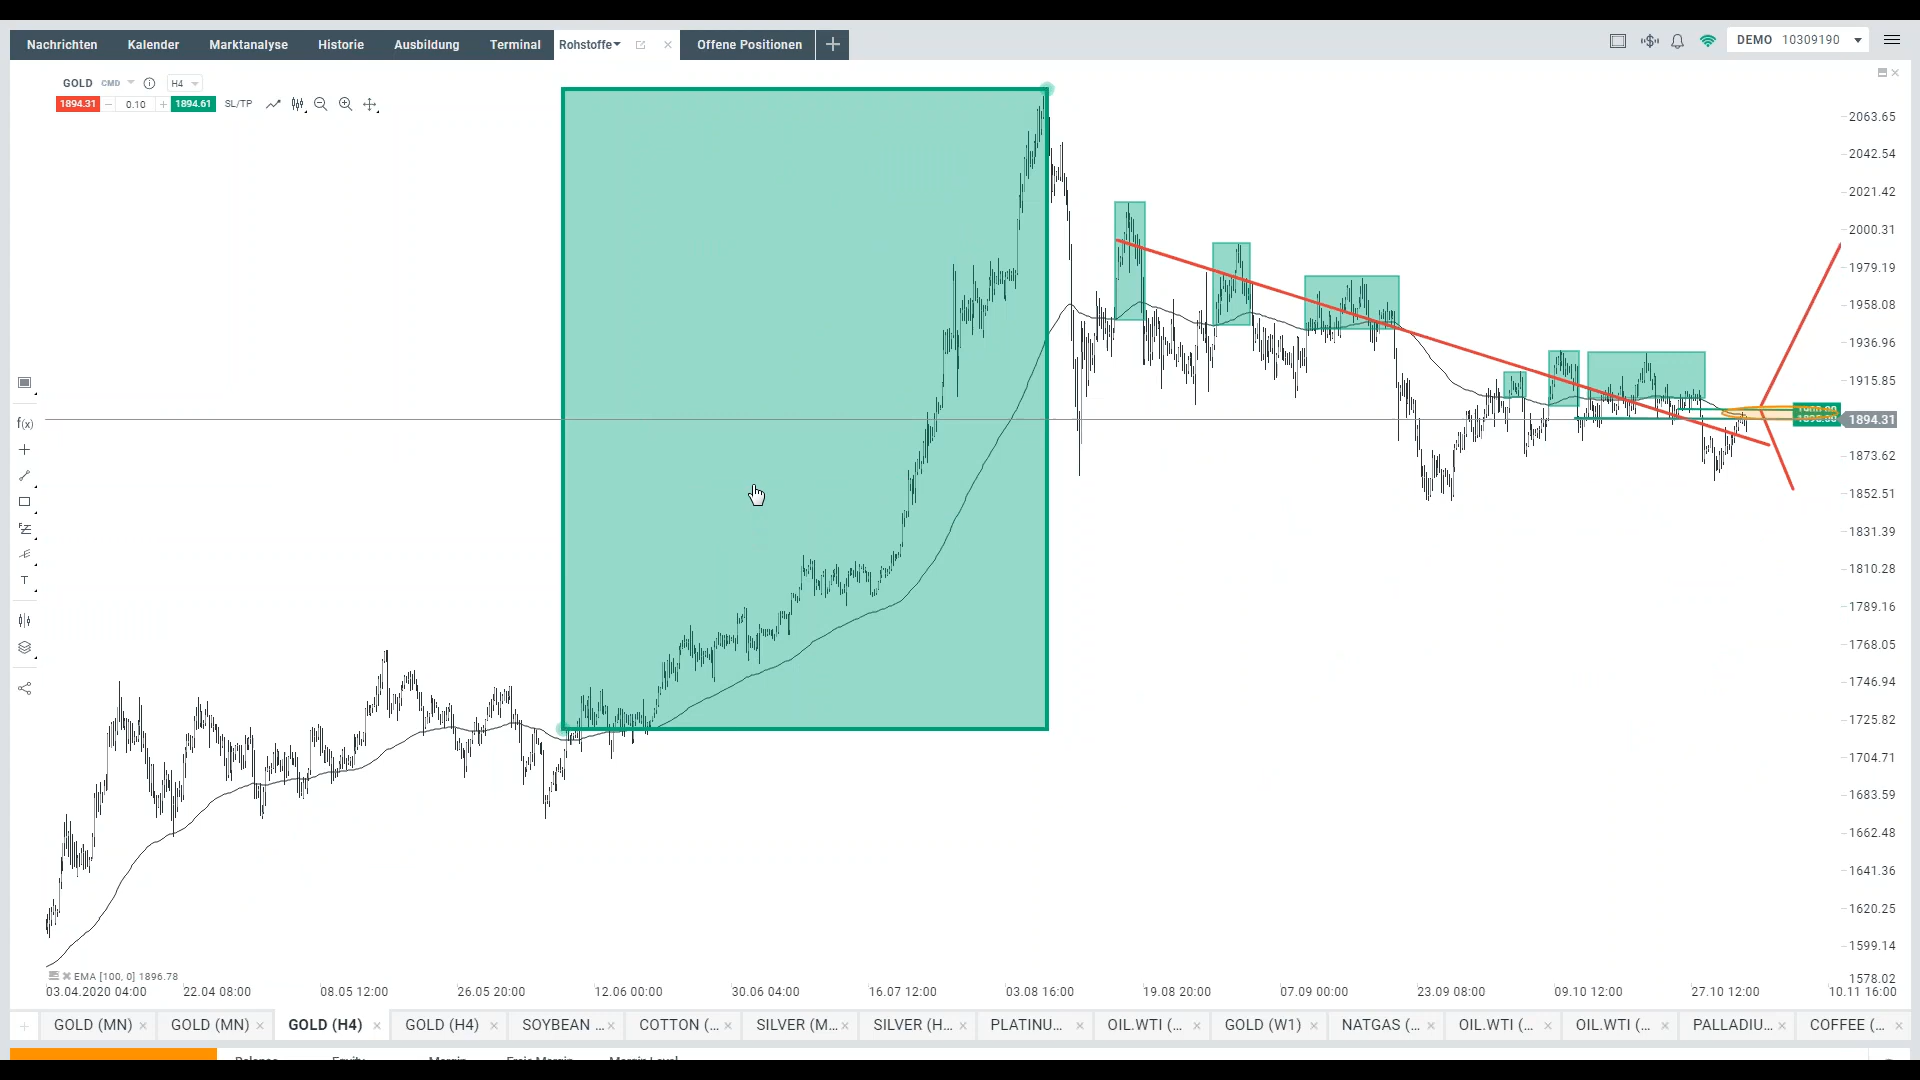 Nachrichten Kalender Marktanalyse Historie Ausbildung Terminal Rohstoffe Offene Positionen DEMO 10309190
GOLD CMD H4
1894.31 0.10 1894.61 SL/TP
2063.65
2042.54
2021.42
2000.31
1979.19
1958.08
1936.96
1915.85
1894.31
1873.62
1852.51
1831.39
1810.28
1789.16
1768.05
1746.94
1725.82
1704.71
1683.59
1662.48
1641.36
1620.25
1599.14
1578.02
f(x)
T
EMA [100, 0] 1896.78
03.04.2020 04:00 22.04 08:00 08.05 12:00 26.05 20:00 12.06 00:00 30.06 04:00 16.07 12:00 03.08 16:00 19.08 20:00 07.09 00:00 23.09 08:00 09.10 12:00 27.10 12:00 10.11 16:00
GOLD (MN) GOLD (MN) GOLD (H4) GOLD (H4) SOYBEAN ... COTTON (... SILVER (M... SILVER (H... PLATINU... OIL.WTI (... GOLD (W1) NATGAS (... OIL.WTI (... OIL.WTI (... PALLADIU... COFFEE (...
Balance Equity Margin Free Margin Margin Level